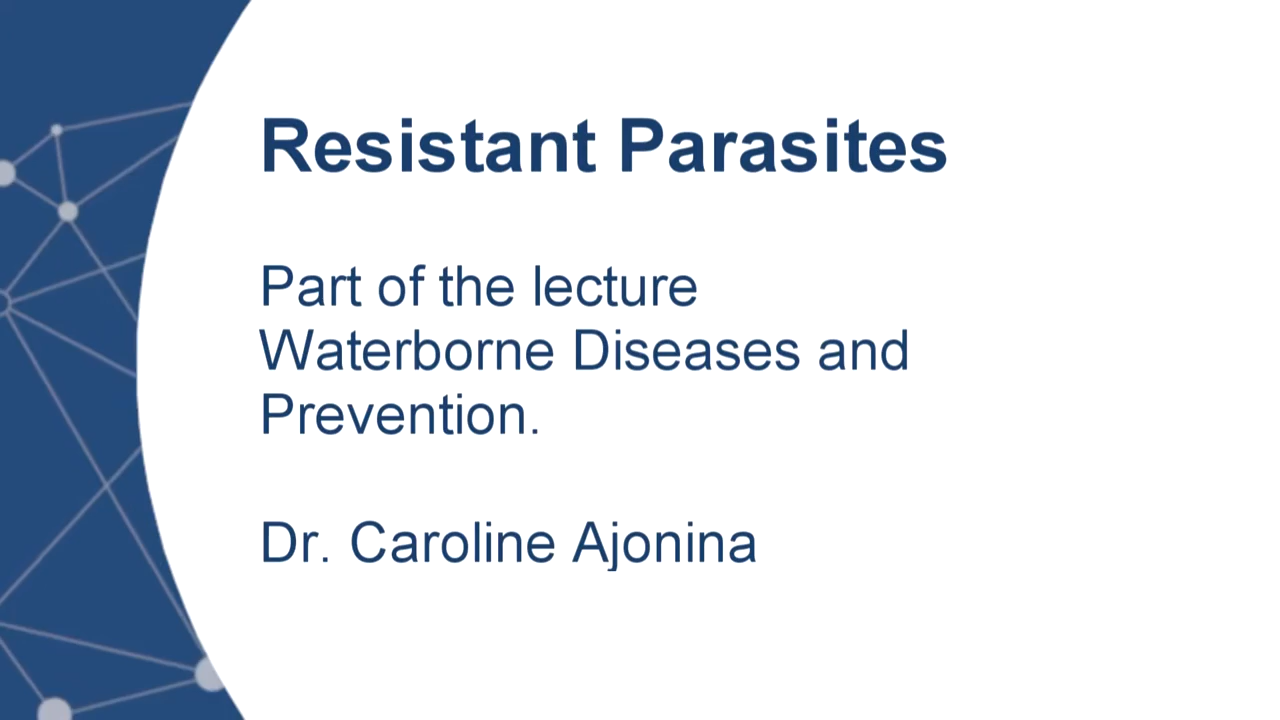 Resistant Parasites
Part of the lecture
Waterborne Diseases and
Prevention.
Dr. Caroline Ajonina